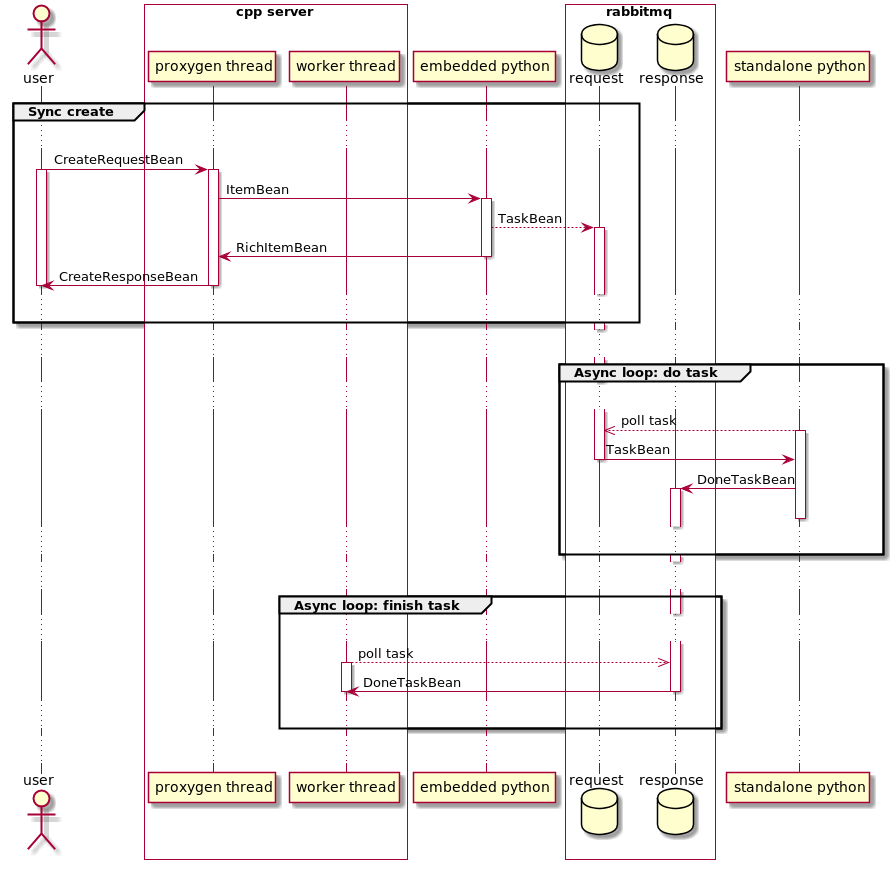 cpp server
rabbitmq
user
proxygen thread
worker thread
embedded python
request
response
standalone python
Sync create
CreateRequestBean
ItemBean
TaskBean
RichItemBean
CreateResponseBean
Async loop: do task
poll task
TaskBean
DoneTaskBean
Async loop: finish task
poll task
DoneTaskBean
user
proxygen thread
worker thread
embedded python
request
response
standalone python